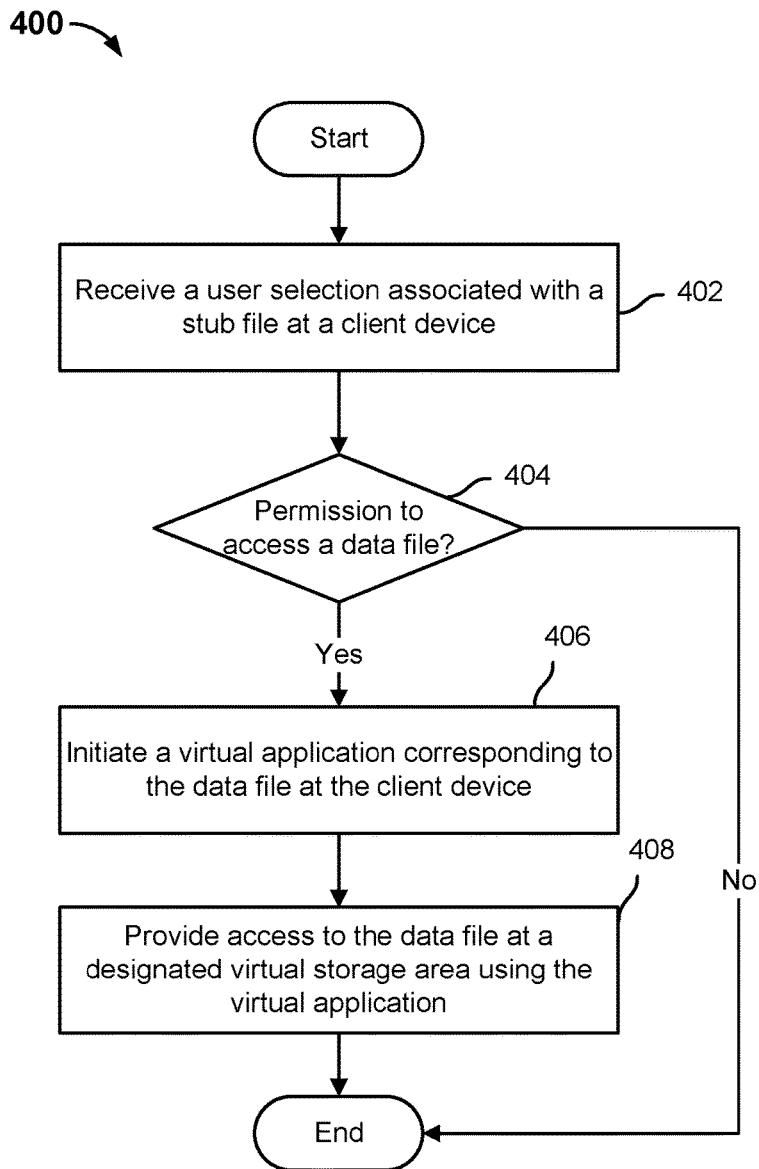 400
Start
Receive a user selection associated with a
stub file at a client device
402
404
Permission to
access a data file?
Yes
406
Initiate a virtual application corresponding to
the data file at the client device
408
No
Provide access to the data file at a
designated virtual storage area using the
virtual application
End